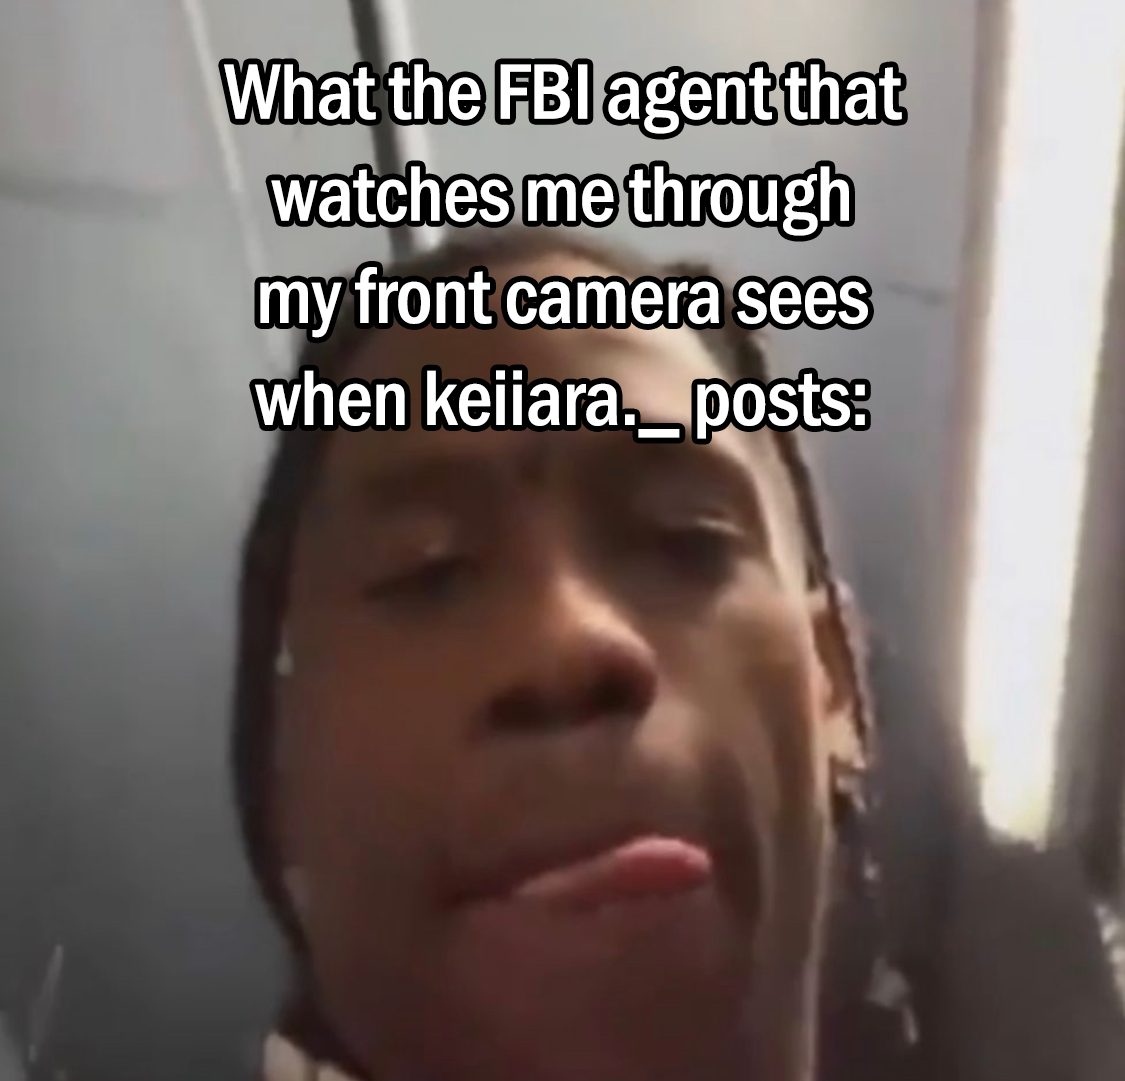 What the FBI agent that
watches me through
my front camera sees
when keiiara._ posts: